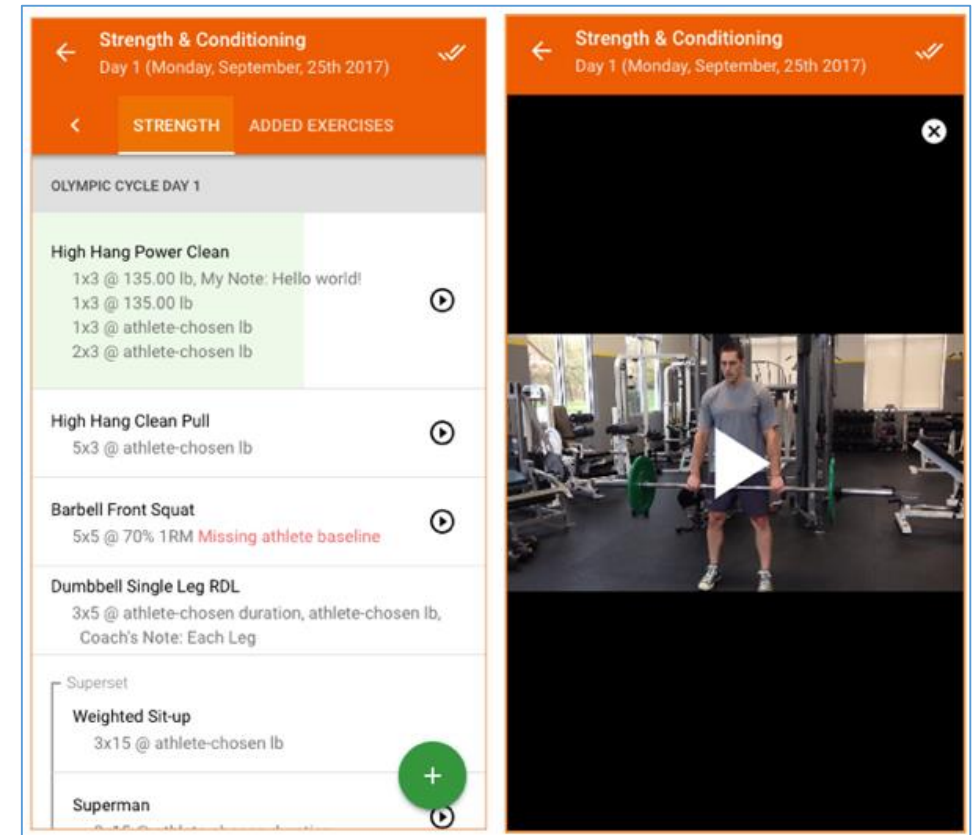 Strength & Conditioning
Day 1 (Monday, September, 25th 2017)
STRENGTH ADDED EXERCISES
OLYMPIC CYCLE DAY 1
High Hang Power Clean
1x3 @ 135.00 lb, My Note: Hello world!
1x3 @ 135.00 lb
1x3 @ athlete-chosen lb
2x3 @ athlete-chosen lb
High Hang Clean Pull
5x3 @ athlete-chosen lb
Barbell Front Squat
5x5 @ 70% 1RM Missing athlete baseline
Dumbbell Single Leg RDL
3x5 @ athlete-chosen duration, athlete-chosen lb,
Coach's Note: Each Leg
Superset
Weighted Sit-up
3x15 @ athlete-chosen lb
Superman
Strength & Conditioning
Day 1 (Monday, September, 25th 2017)